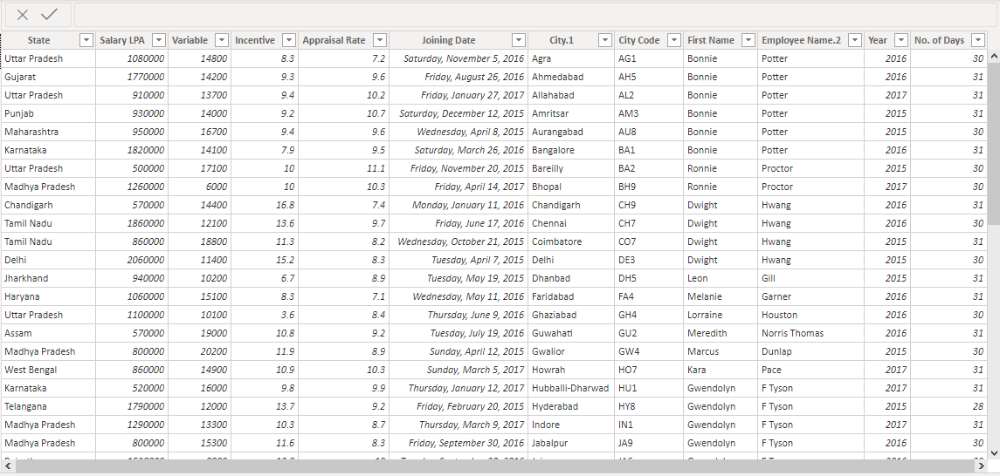 State Salary LPA Variable Incentive Appraisal Rate Joining Date City.1 City Code First Name Employee Name.2 Year No. of Days
Uttar Pradesh 1080000 14800 8.3 7.2 Saturday, November 5, 2016 Agra AG1 Bonnie Potter 2016 30
Gujarat 1770000 14200 9.3 9.6 Friday, August 26, 2016 Ahmedabad AH5 Bonnie Potter 2016 31
Uttar Pradesh 910000 13700 9.4 10.2 Friday, January 27, 2017 Allahabad AL2 Bonnie Potter 2017 31
Punjab 930000 14000 9.2 10.7 Saturday, December 12, 2015 Amritsar AM3 Bonnie Potter 2015 31
Maharashtra 950000 16700 9.4 9.6 Wednesday, April 8, 2015 Aurangabad AU8 Bonnie Potter 2015 30
Karnataka 1820000 14100 7.9 9.5 Saturday, March 26, 2016 Bangalore BA1 Bonnie Potter 2016 31
Uttar Pradesh 500000 17100 10 11.1 Friday, November 20, 2015 Bareilly BA2 Ronnie Proctor 2015 30
Madhya Pradesh 1260000 6000 10 10.3 Friday, April 14, 2017 Bhopal BH9 Ronnie Proctor 2017 30
Chandigarh 570000 14400 16.8 7.4 Monday, January 11, 2016 Chandigarh CH9 Dwight Hwang 2016 31
Tamil Nadu 1860000 12100 13.6 9.7 Friday, June 17, 2016 Chennai CH7 Dwight Hwang 2016 30
Tamil Nadu 860000 18800 11.3 8.2 Wednesday, October 21, 2015 Coimbatore CO7 Dwight Hwang 2015 31
Delhi 2060000 11400 15.2 8.3 Tuesday, April 7, 2015 Delhi DE3 Dwight Hwang 2015 30
Jharkhand 940000 10200 6.7 8.9 Tuesday, May 19, 2015 Dhanbad DH5 Leon Gill 2015 31
Haryana 1060000 15100 8.3 7.1 Wednesday, May 11, 2016 Faridabad FA4 Melanie Garner 2016 31
Uttar Pradesh 1100000 10100 3.6 8.4 Thursday, June 9, 2016 Ghaziabad GH4 Lorraine Houston 2016 30
Assam 570000 19000 10.8 9.2 Tuesday, July 19, 2016 Guwahati GU2 Meredith Norris Thomas 2016 31
Madhya Pradesh 800000 20200 11.9 8.9 Sunday, April 12, 2015 Gwalior GW4 Marcus Dunlap 2015 30
West Bengal 860000 14900 10.9 10.3 Sunday, March 5, 2017 Howrah HO7 Kara Pace 2017 31
Karnataka 520000 16000 9.8 9.9 Thursday, January 12, 2017 Hubballi-Dharwad HU1 Gwendolyn F Tyson 2017 31
Telangana 1790000 12000 13.7 9.2 Friday, February 20, 2015 Hyderabad HY8 Gwendolyn F Tyson 2015 28
Madhya Pradesh 1290000 13300 10.3 8.7 Thursday, March 9, 2017 Indore IN1 Gwendolyn F Tyson 2017 31
Madhya Pradesh 800000 15300 11.6 8.3 Friday, September 30, 2016 Jabalpur JA9 Gwendolyn F Tyson 2016 30